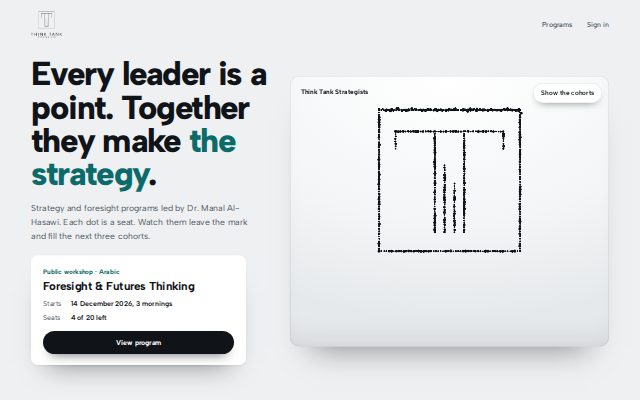 THINK TANK
Programs
Sign in
Every leader is a
point. Together
they make the
strategy.
Strategy and foresight programs led by Dr. Manal Al-
Hasawi. Each dot is a seat. Watch them leave the mark
and fill the next three cohorts.
Public workshop · Arabic
Foresight & Futures Thinking
Starts 14 December 2026, 3 mornings
Seats 4 of 20 left
View program
Think Tank Strategists
Show the cohorts